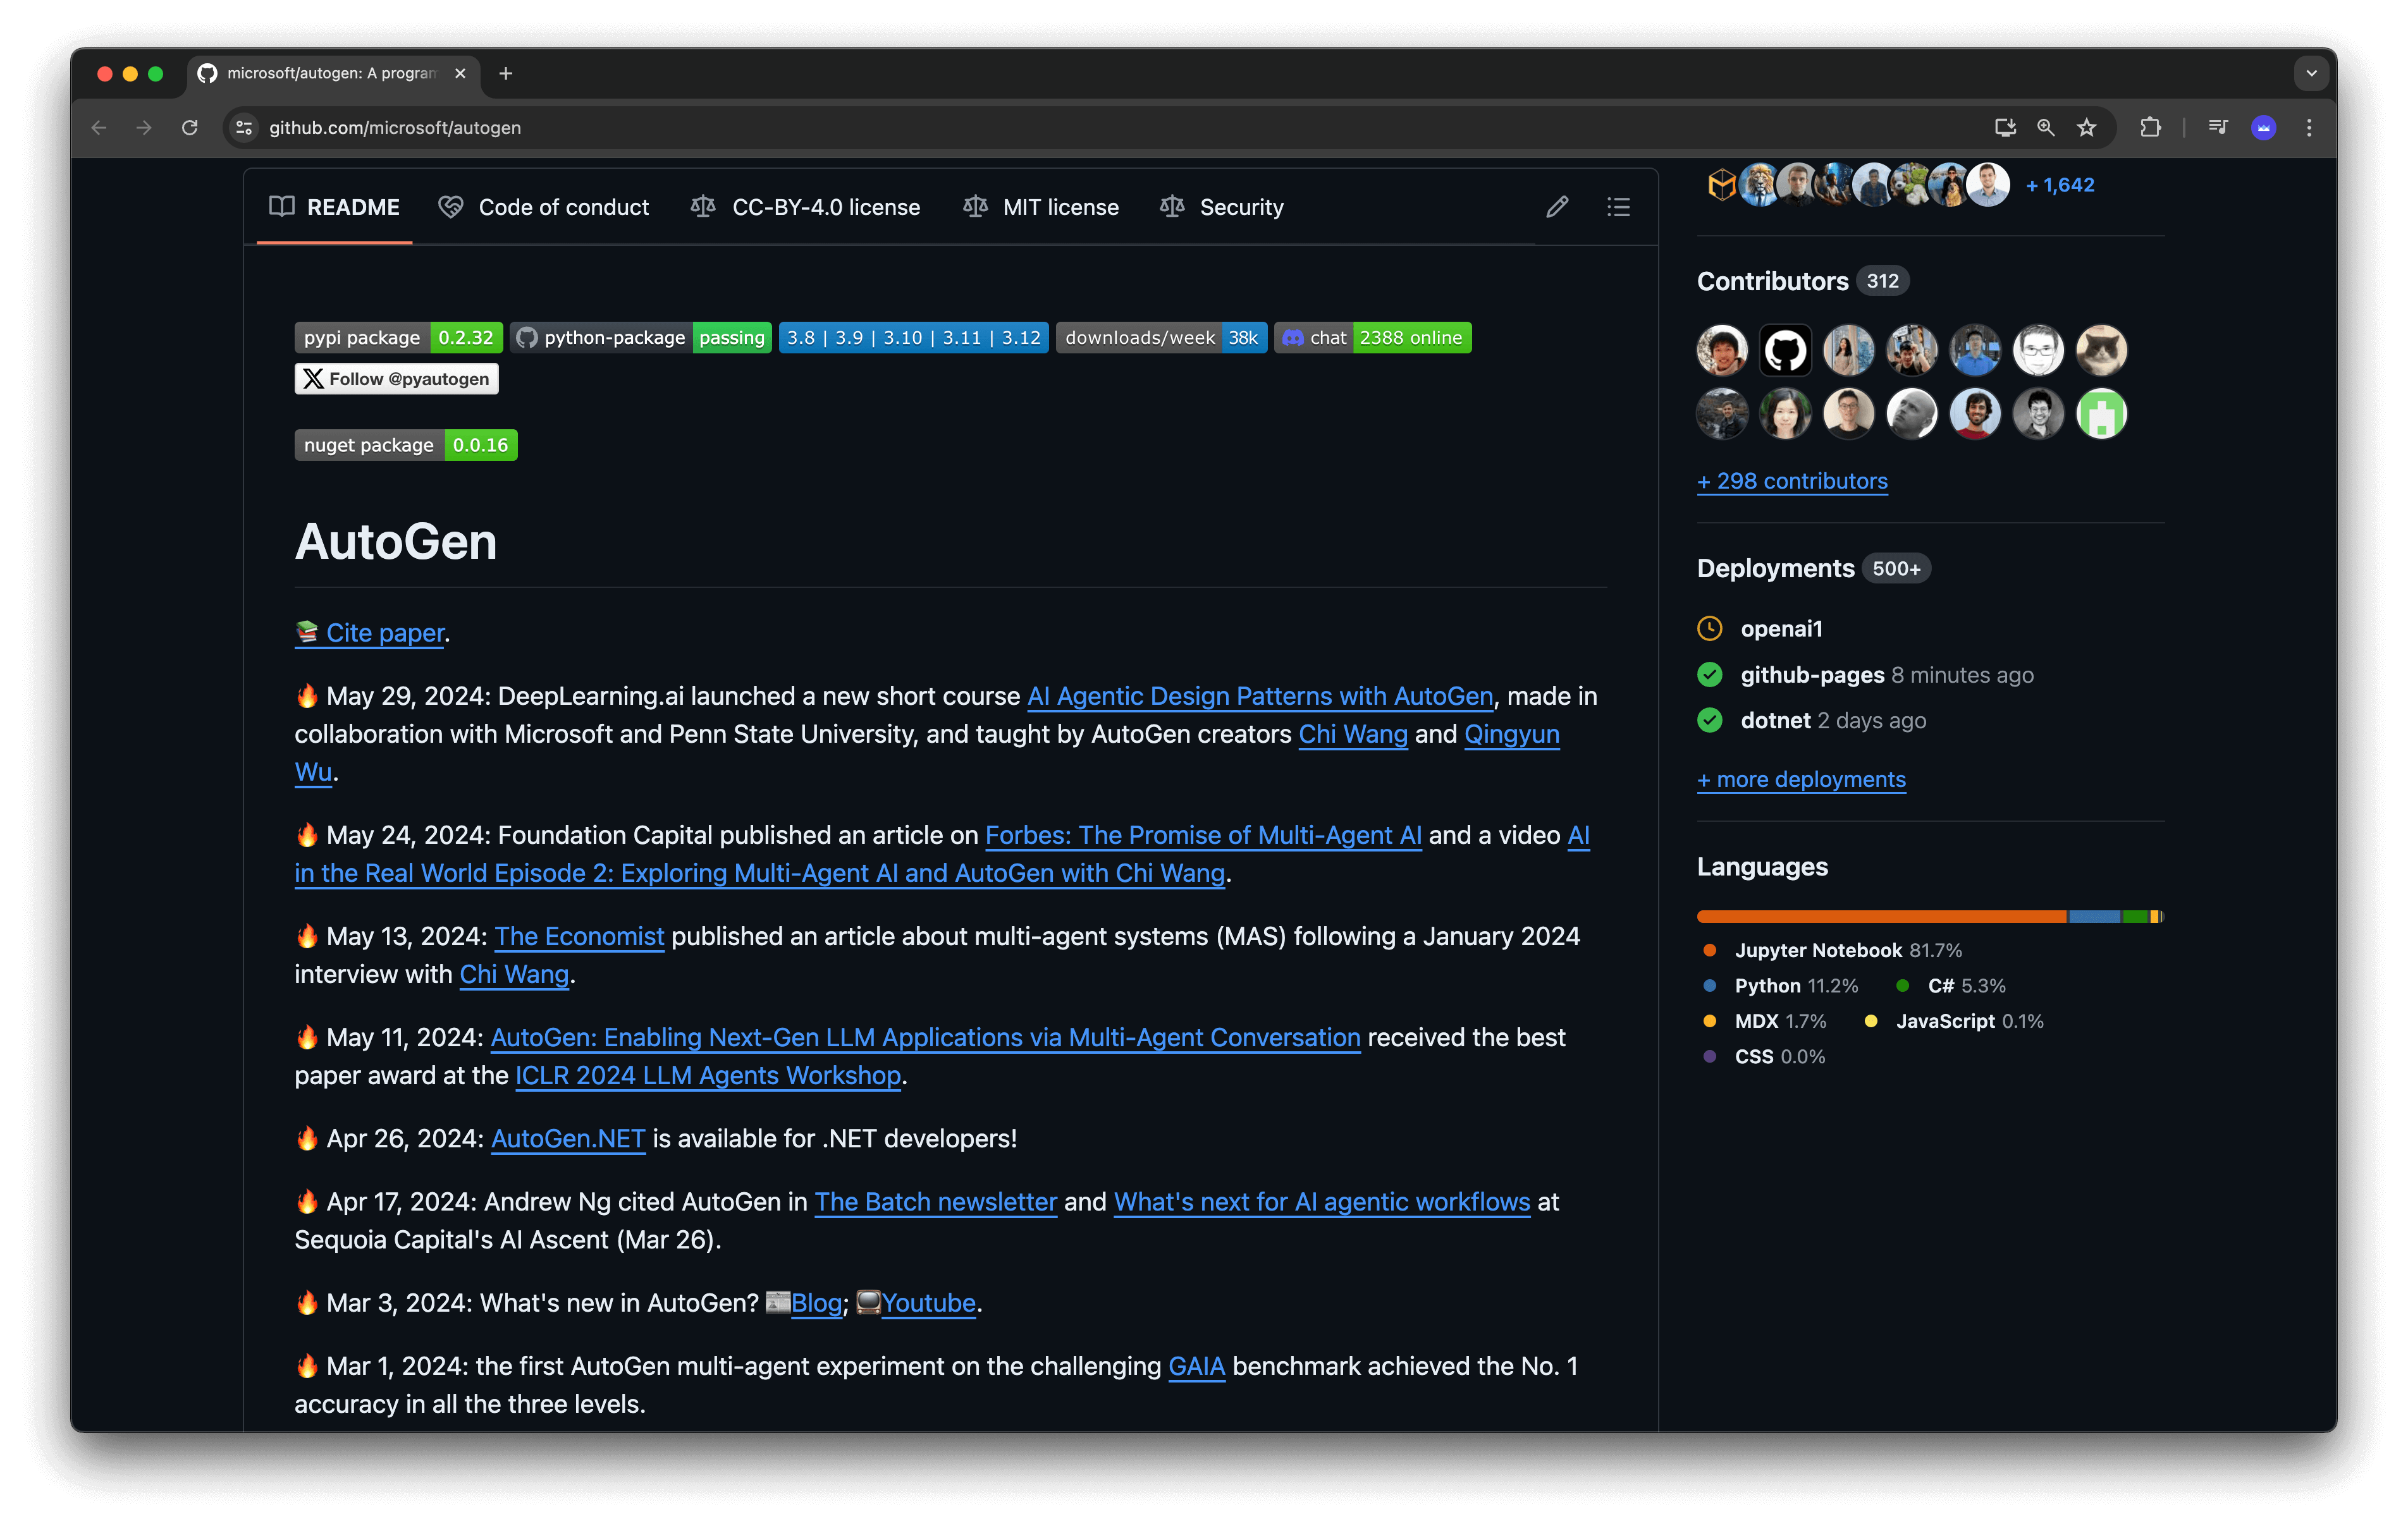 microsoft/autogen: A program
github.com/microsoft/autogen
README
Code of conduct
CC-BY-4.0 license
MIT license
Security
pypi package 0.2.32
python-package passing
3.8 | 3.9 | 3.10 | 3.11 | 3.12
downloads/week 38k
chat 2388 online
Follow @pyautogen
nuget package 0.0.16
AutoGen
📚 Cite paper.
🔥 May 29, 2024: DeepLearning.ai launched a new short course AI Agentic Design Patterns with AutoGen, made in
collaboration with Microsoft and Penn State University, and taught by AutoGen creators Chi Wang and Qingyun
Wu.
🔥 May 24, 2024: Foundation Capital published an article on Forbes: The Promise of Multi-Agent AI and a video AI
in the Real World Episode 2: Exploring Multi-Agent AI and AutoGen with Chi Wang.
🔥 May 13, 2024: The Economist published an article about multi-agent systems (MAS) following a January 2024
interview with Chi Wang.
🔥 May 11, 2024: AutoGen: Enabling Next-Gen LLM Applications via Multi-Agent Conversation received the best
paper award at the ICLR 2024 LLM Agents Workshop.
🔥 Apr 26, 2024: AutoGen.NET is available for .NET developers!
🔥 Apr 17, 2024: Andrew Ng cited AutoGen in The Batch newsletter and What's next for AI agentic workflows at
Sequoia Capital's AI Ascent (Mar 26).
🔥 Mar 3, 2024: What's new in AutoGen? 📰Blog; 📺Youtube.
🔥 Mar 1, 2024: the first AutoGen multi-agent experiment on the challenging GAIA benchmark achieved the No. 1
accuracy in all the three levels.
+ 1,642
Contributors 312
+ 298 contributors
Deployments 500+
openai1
github-pages 8 minutes ago
dotnet 2 days ago
+ more deployments
Languages
Jupyter Notebook 81.7%
Python 11.2%
C# 5.3%
MDX 1.7%
JavaScript 0.1%
CSS 0.0%